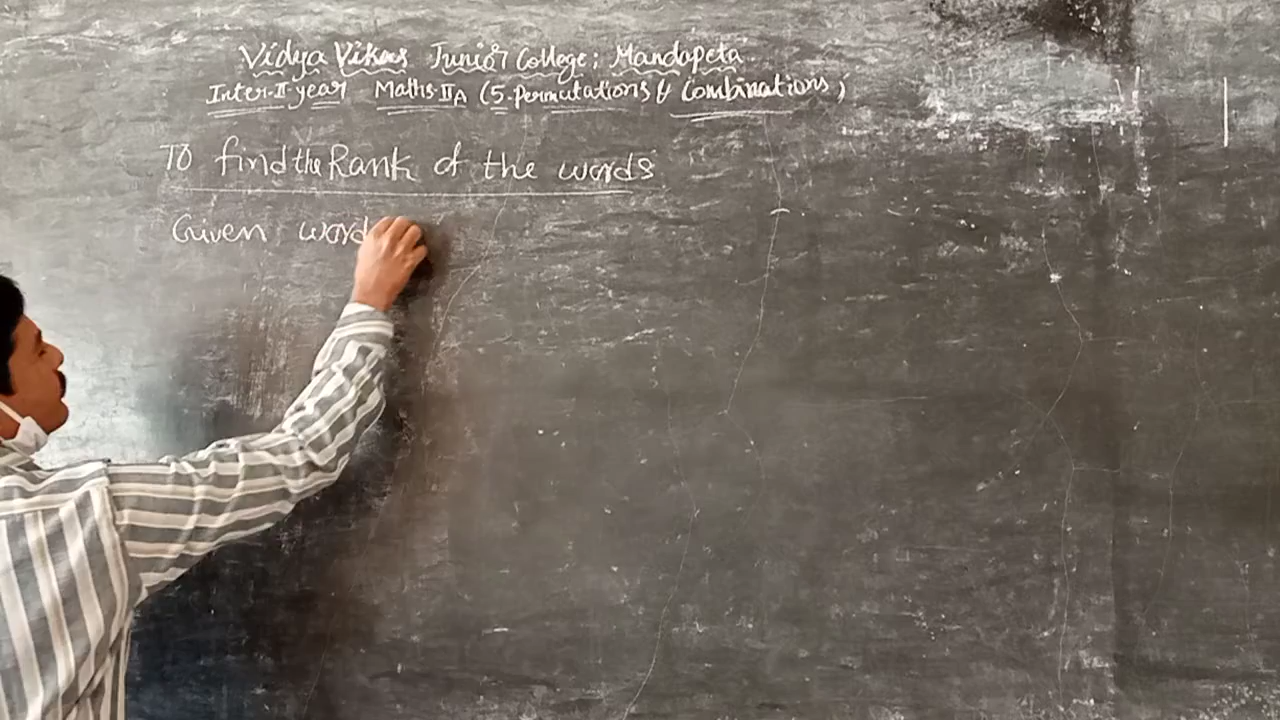 Vidya Vikas Junior College; Mandapeta.
Inter-II-year Maths-IIA (5. Permutations & Combinations)
To find the Rank of the words
Given word